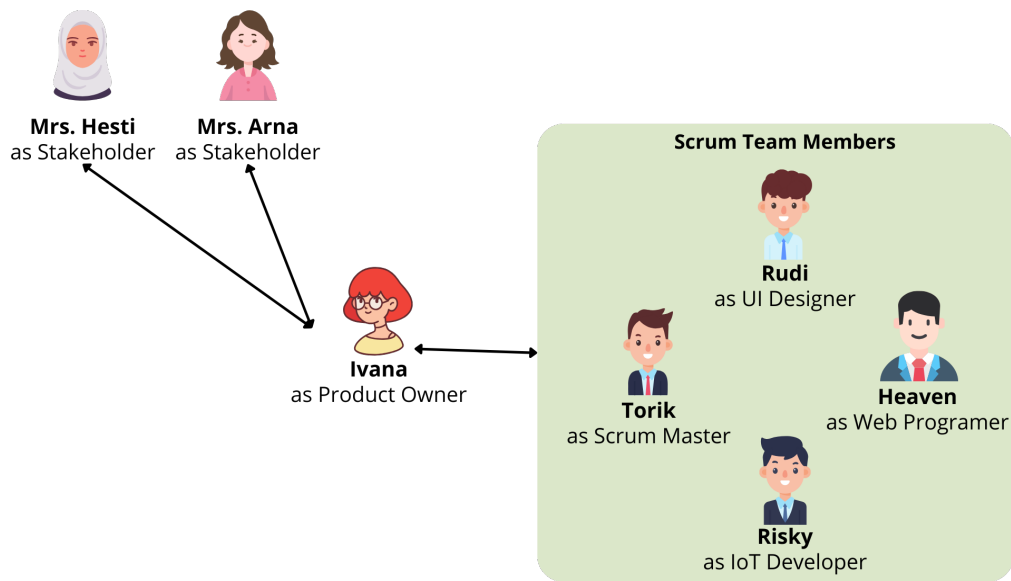 Mrs. Hesti
as Stakeholder
Mrs. Arna
as Stakeholder
Scrum Team Members
Rudi
as UI Designer
Ivana
as Product Owner
Torik
as Scrum Master
Heaven
as Web Programer
Risky
as IoT Developer